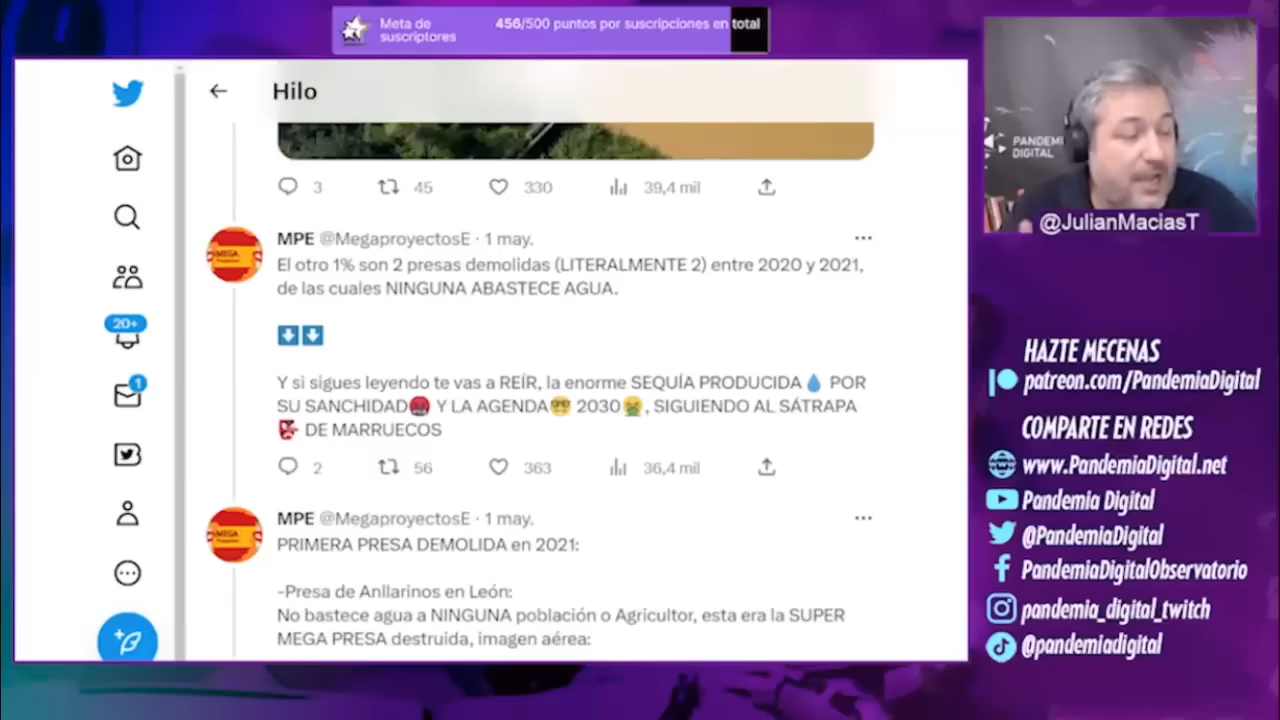 Meta de
suscriptores
456/500 puntos por suscripciones en total
Hilo
3 45 330 39,4 mil
MPE @MegaproyectosE · 1 may.
El otro 1% son 2 presas demolidas (LITERALMENTE 2) entre 2020 y 2021,
de las cuales NINGUNA ABASTECE AGUA.
⬇️⬇️
Y si sigues leyendo te vas a REÍR, la enorme SEQUÍA PRODUCIDA💧 POR
SU SANCHIDAD🤬 Y LA AGENDA🤓 2030🤮, SIGUIENDO AL SÁTRAPA
👺 DE MARRUECOS
2 56 363 36,4 mil
MPE @MegaproyectosE · 1 may.
PRIMERA PRESA DEMOLIDA en 2021:
-Presa de Anllarinos en León:
No bastece agua a NINGUNA población o Agricultor, esta era la SUPER
MEGA PRESA destruida, imagen aérea:
20+
1
MEGA
MEGA
PANDEMI
DIGITAL
@JulianMaciasT
HAZTE MECENAS
patreon.com/PandemiaDigital
COMPARTE EN REDES
www.PandemiaDigital.net
Pandemia Digital
@PandemiaDigital
PandemiaDigitalObservatorio
pandemia_digital_twitch
@pandemiadigital